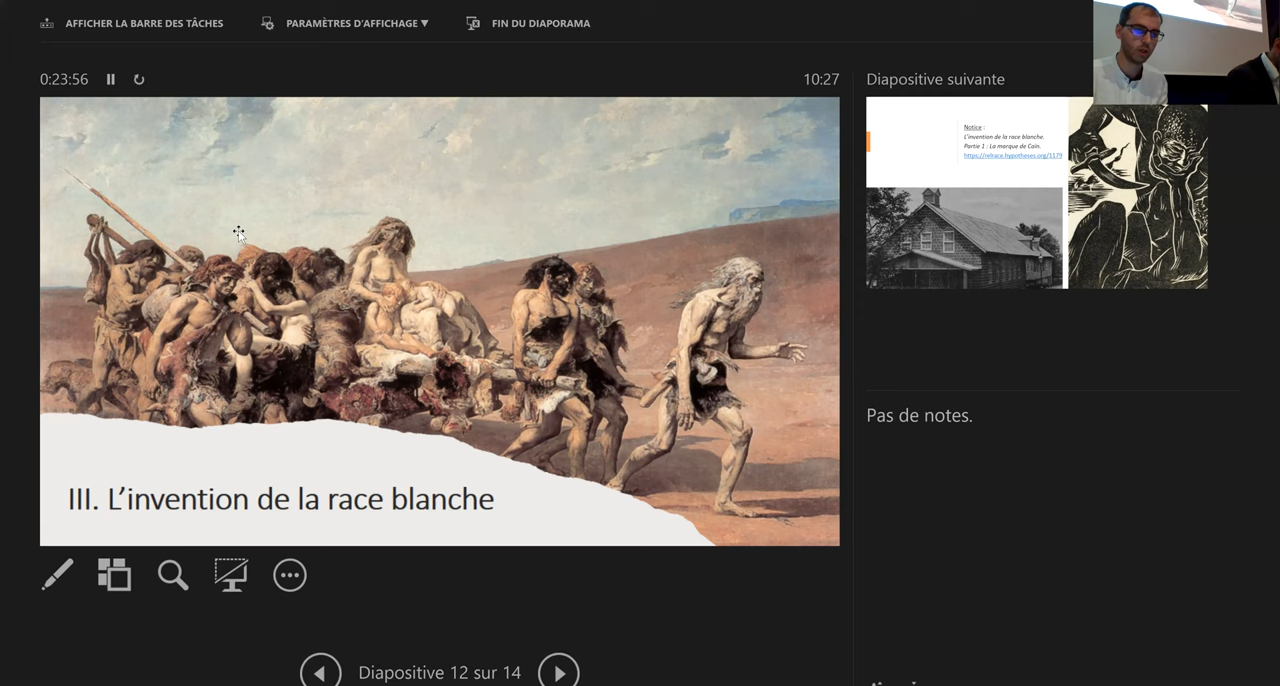 AFFICHER LA BARRE DES TÂCHES
PARAMÈTRES D'AFFICHAGE ▼
FIN DU DIAPORAMA
0:23:56
10:27
III. L'invention de la race blanche
Diapositive 12 sur 14
Diapositive suivante
Notice :
L'invention de la race blanche.
Partie 1 : La marque de Caïn.
https://relrace.hypotheses.org/1179
Pas de notes.